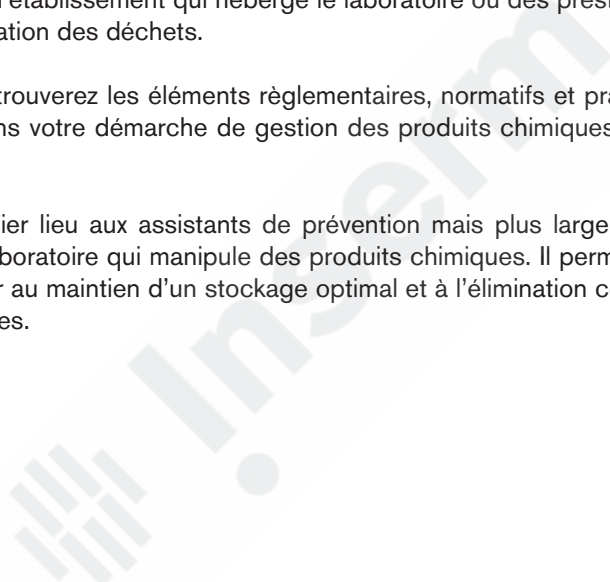 l'établissement qui héberge le laboratoire ou des pres
ation des déchets.
trouverez les éléments règlementaires, normatifs et pra
ns votre démarche de gestion des produits chimiques
ier lieu aux assistants de prévention mais plus large
boratoire qui manipule des produits chimiques. Il perm
r au maintien d'un stockage optimal et à l'élimination c
es.
Inserm